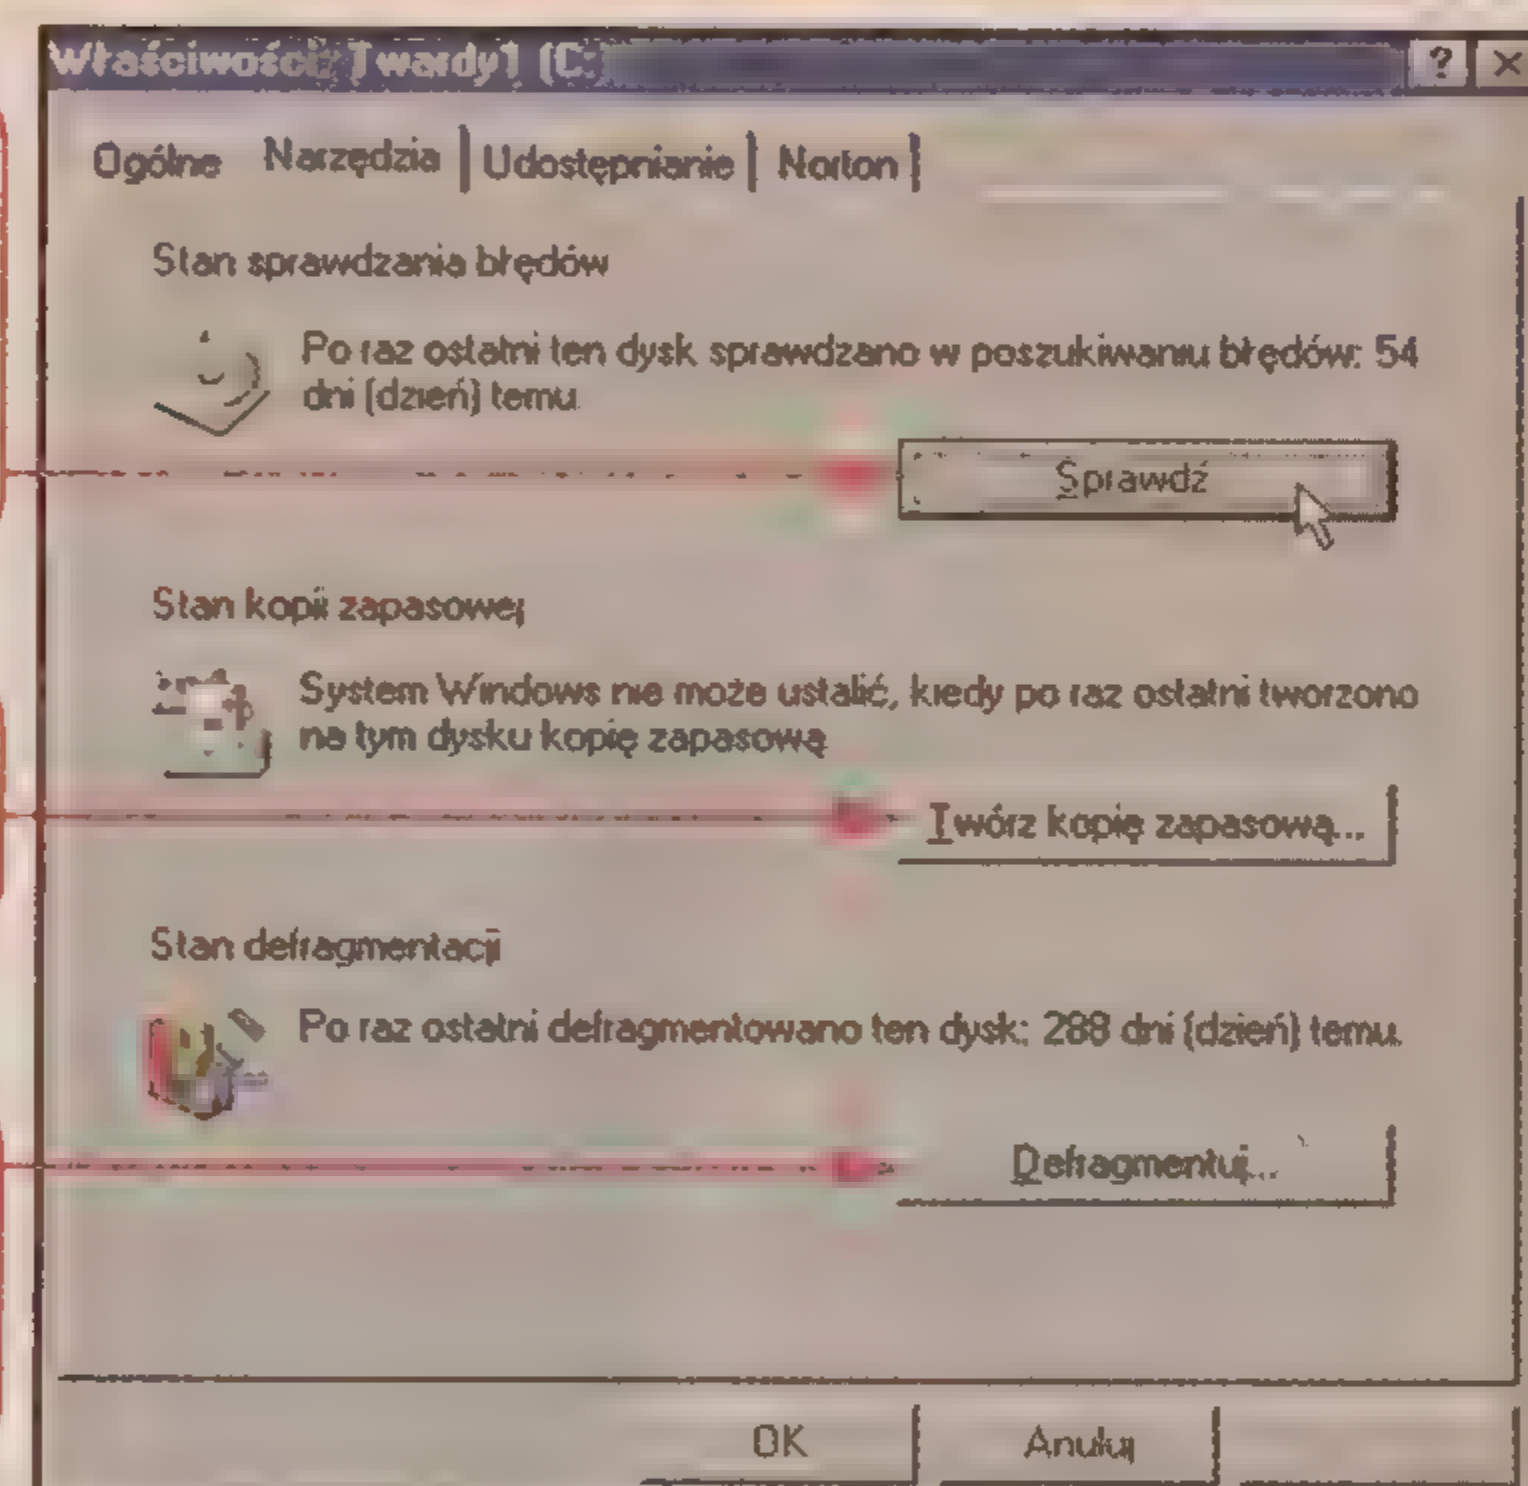 Właściwości: Twardy1 (C:)
? ×
Ogólne Narzędzia Udostępnianie Norton
Stan sprawdzania błędów
Po raz ostatni ten dysk sprawdzano w poszukiwaniu błędów: 54
dni (dzień) temu.
Sprawdź
Stan kopii zapasowej
System Windows nie może ustalić, kiedy po raz ostatni tworzono
na tym dysku kopię zapasową
Twórz kopię zapasową...
Stan defragmentacji
Po raz ostatni defragmentowano ten dysk: 288 dni (dzień) temu.
Defragmentuj...
OK Anuluj